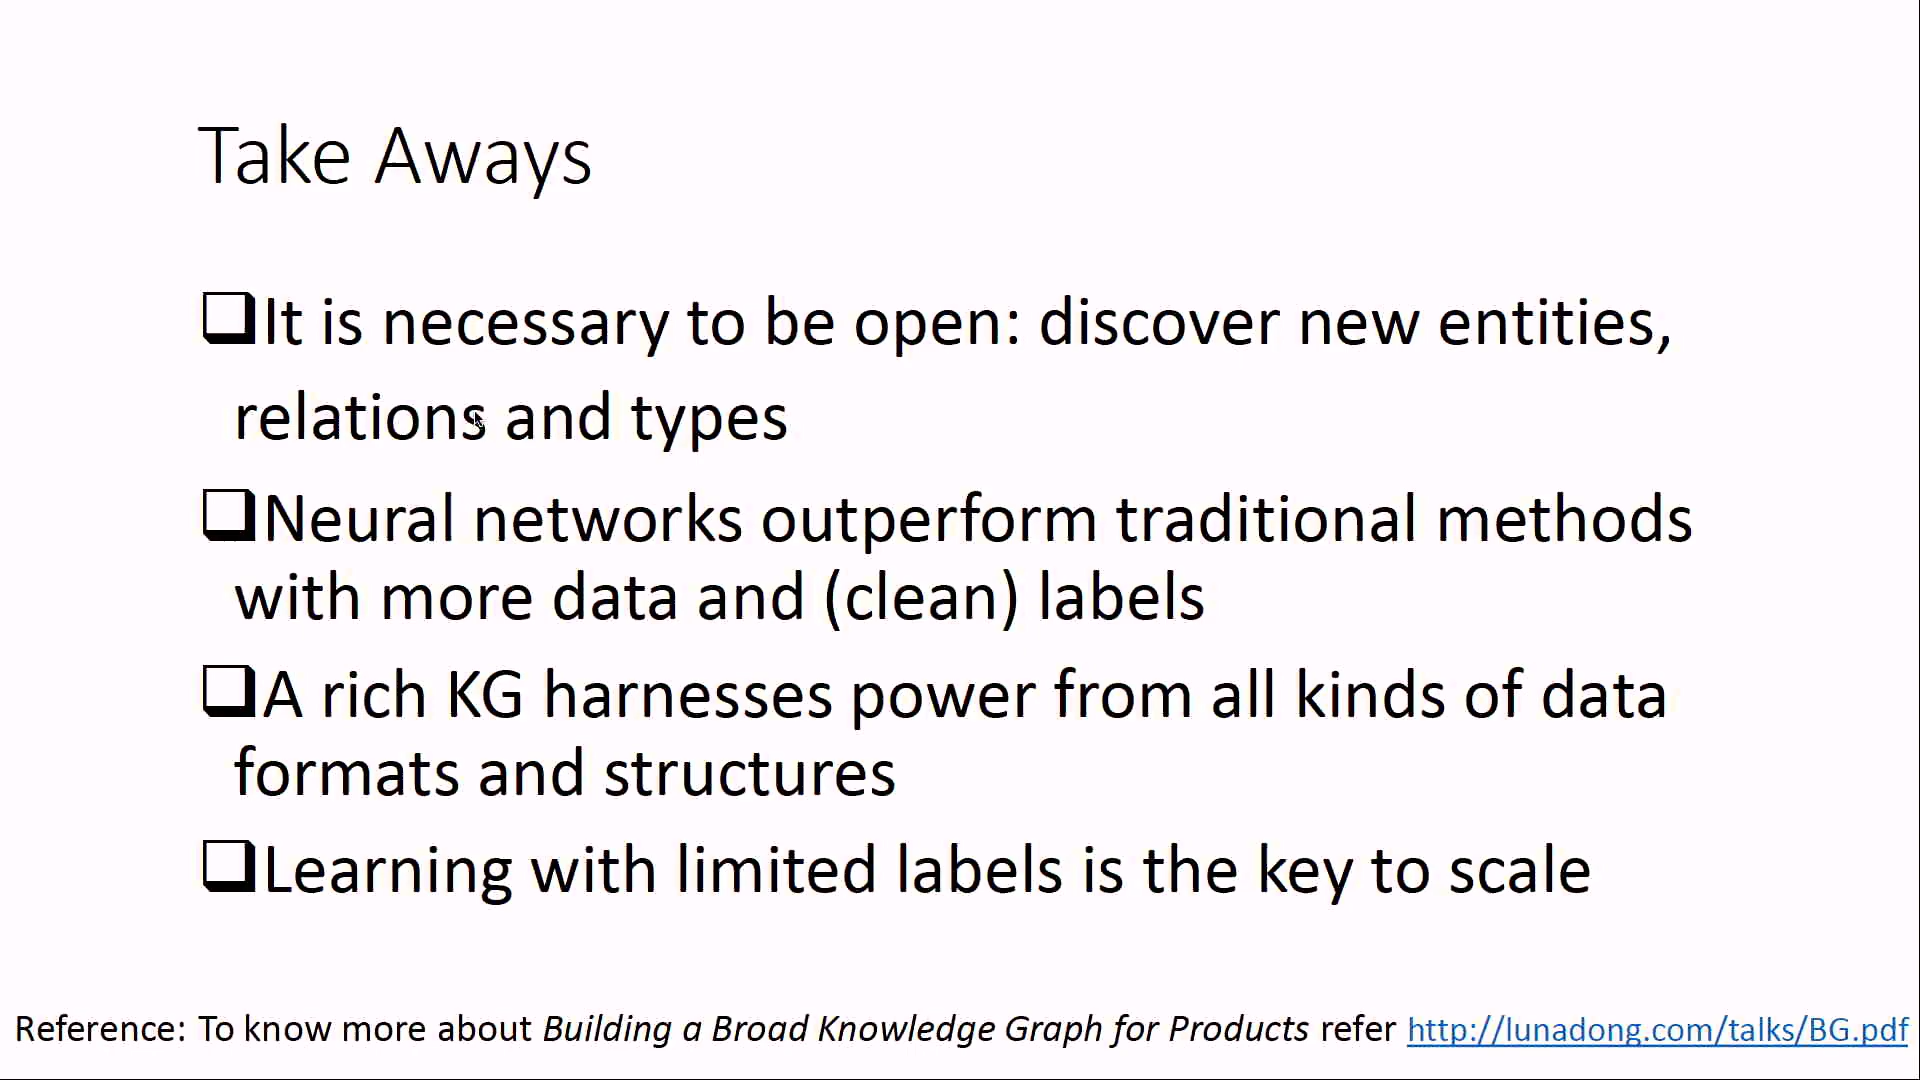 Take Aways
❑It is necessary to be open: discover new entities,
relations and types
❑Neural networks outperform traditional methods
with more data and (clean) labels
❑A rich KG harnesses power from all kinds of data
formats and structures
❑Learning with limited labels is the key to scale
Reference: To know more about Building a Broad Knowledge Graph for Products refer http://lunadong.com/talks/BG.pdf